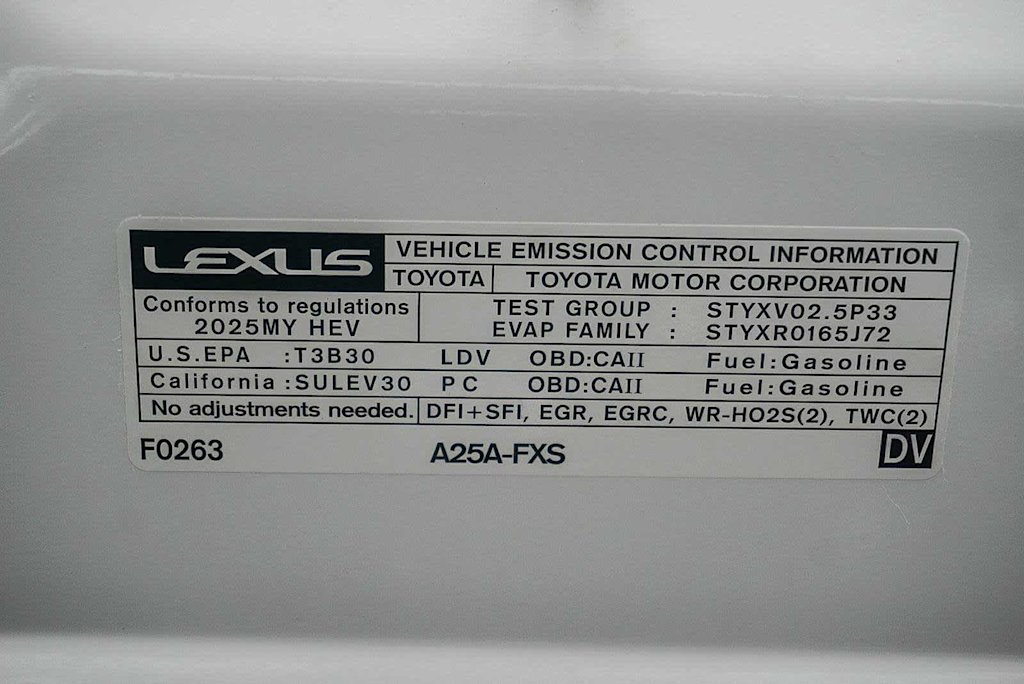 LEXUS VEHICLE EMISSION CONTROL INFORMATION
TOYOTA TOYOTA MOTOR CORPORATION
Conforms to regulations TEST GROUP : STYXV02.5P33
2025MY HEV EVAP FAMILY : STYXR0165J72
U.S.EPA :T3B30 LDV OBD:CAII Fuel:Gasoline
California :SULEV30 PC OBD:CAII Fuel:Gasoline
No adjustments needed. DFI+SFI, EGR, EGRC, WR-HO2S(2), TWC(2)
F0263 A25A-FXS DV